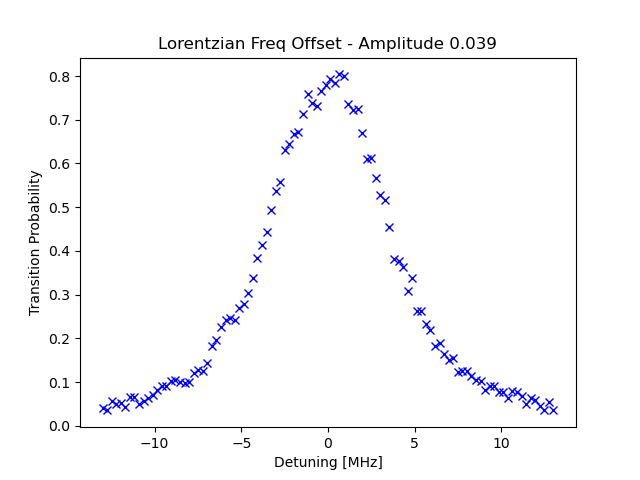 Lorentzian Freq Offset - Amplitude 0.039
0.8
0.7
0.6
0.5
0.4
0.3
0.2
0.1
0.0
Transition Probability
−10 −5 0 5 10
Detuning [MHz]